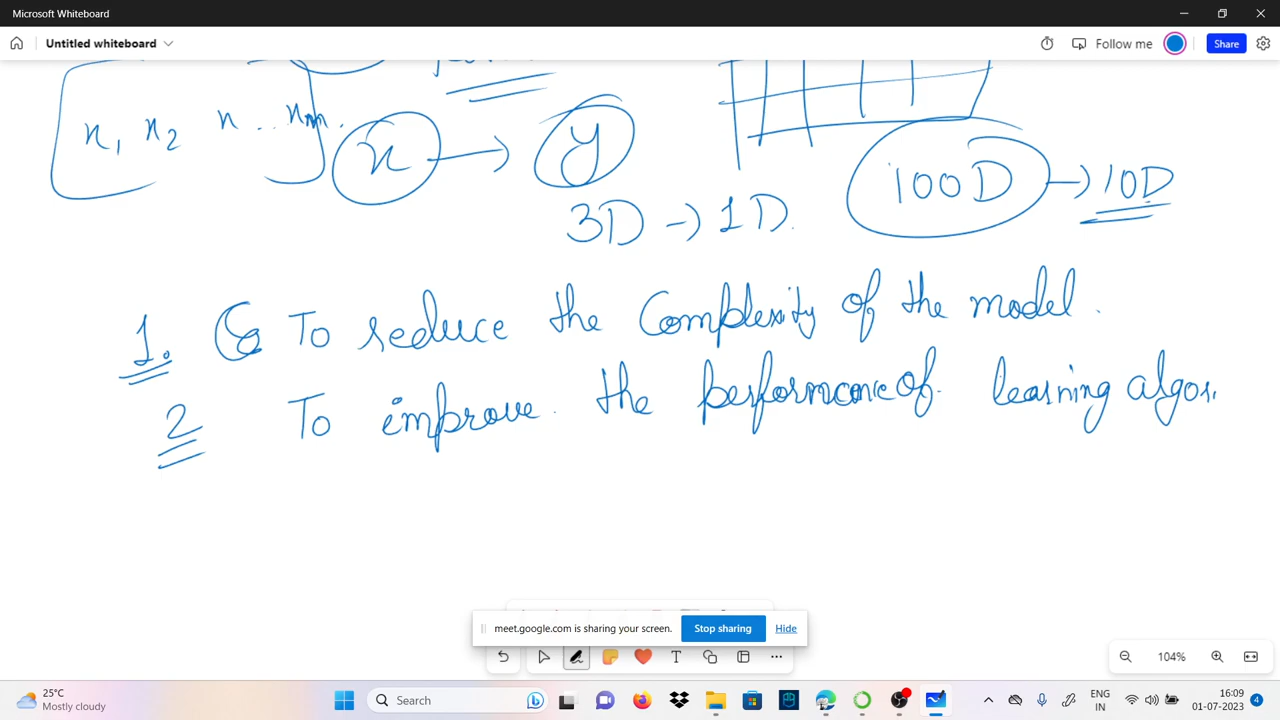 Microsoft Whiteboard
Untitled whiteboard
Follow me
Share
x1 x2 x .. xm.
x → y
100D → 10D
3D → 1D.
1. To reduce the Complexity of the model.
2 To improve. the performance of. learning algos.
meet.google.com is sharing your screen.
Stop sharing
Hide
104%
25°C
Mostly cloudy
Search
ENG
IN
16:09
01-07-2023
4